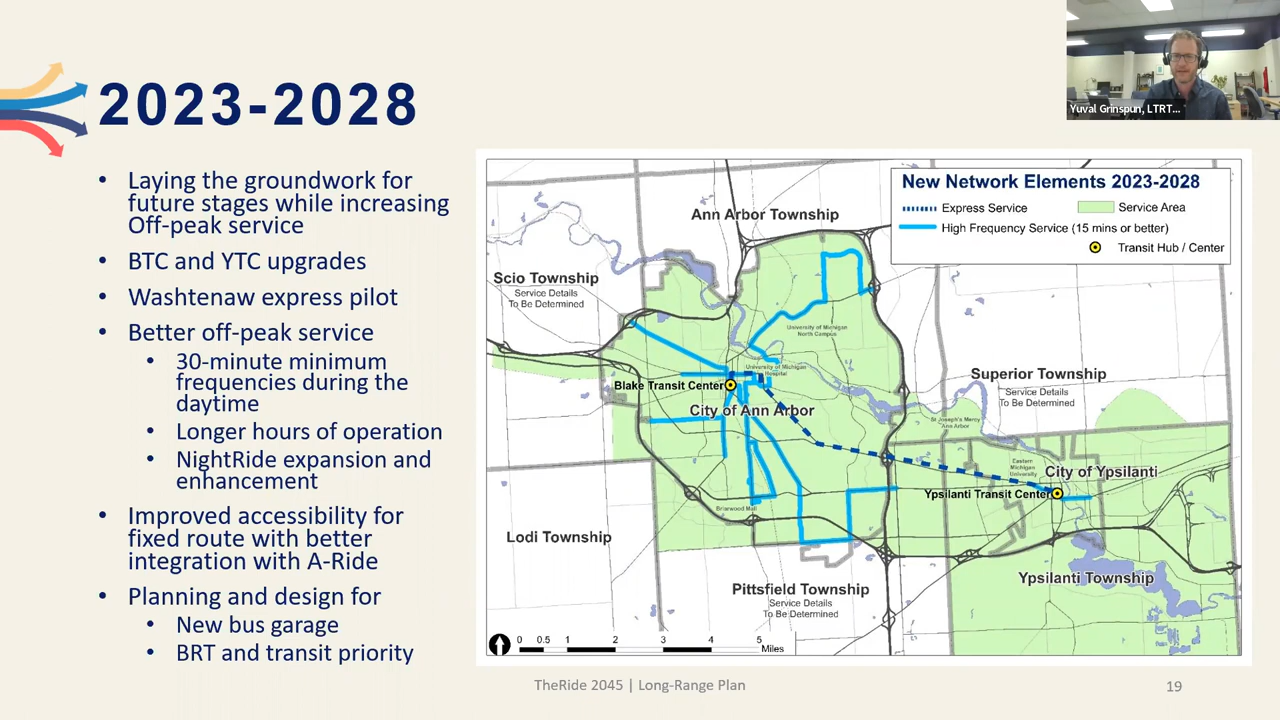 Yuval Grinspun, LTRT...
2023-2028
• Laying the groundwork for
future stages while increasing
Off-peak service
• BTC and YTC upgrades
• Washtenaw express pilot
• Better off-peak service
• 30-minute minimum
frequencies during the
daytime
• Longer hours of operation
• NightRide expansion and
enhancement
• Improved accessibility for
fixed route with better
integration with A-Ride
• Planning and design for
• New bus garage
• BRT and transit priority
New Network Elements 2023-2028
Express Service
Service Area
High Frequency Service (15 mins or better)
Transit Hub / Center
Ann Arbor Township
Scio Township
Service Details
To Be Determined
University of Michigan
North Campus
University of Michigan
Hospital
Blake Transit Center
City of Ann Arbor
Superior Township
Service Details
To Be Determined
St Joseph's Mercy
Ann Arbor
Eastern
Michigan
University
City of Ypsilanti
Ypsilanti Transit Center
Briarwood Mall
Lodi Township
Pittsfield Township
Service Details
To Be Determined
Ypsilanti Township
0 0.5 1 2 3 4 5
Miles
TheRide 2045 | Long-Range Plan
19